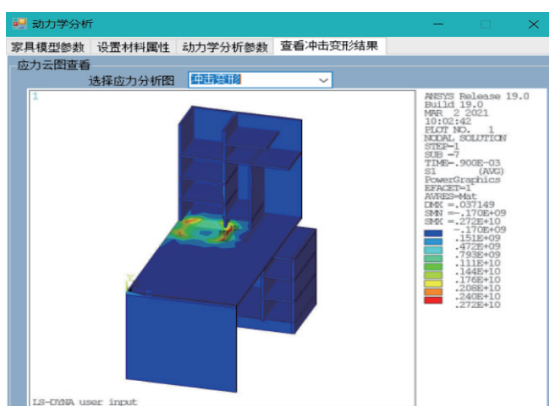 动力学分析
家具模型参数 设置材料属性 动力学分析参数 查看冲击变形结果
应力云图查看
选择应力分析图 冲击变形
1
ANSYS Release 19.0
Build 19.0
MAR 2 2021
10:02:42
PLOT NO. 1
NODAL SOLUTION
STEP=1
SUB =7
TIME=.900E-03
S1 (AVG)
PowerGraphics
EFACET=1
AVRES=Mat
DMX =.037149
SMN =-.170E+09
SMX =.272E+10
-.170E+09
.151E+09
.472E+09
.793E+09
.111E+10
.144E+10
.176E+10
.208E+10
.240E+10
.272E+10
LS-DYNA user input